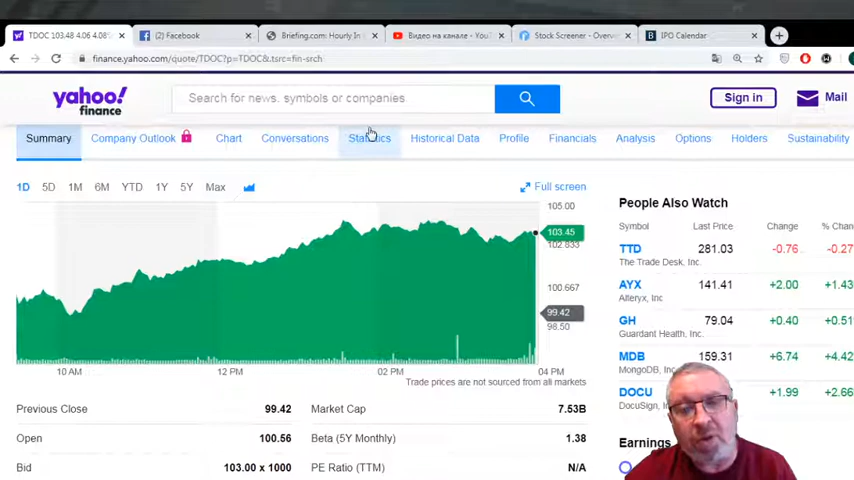 TDOC 103.48 4.06 4.08
(2) Facebook
Briefing.com: Hourly In
Видео на канале - You
Stock Screener - Overv
IPO Calendar
finance.yahoo.com/quote/TDOC?p=TDOC&.tsrc=fin-srch
yahoo!
finance
Search for news, symbols or companies
Sign in
Mail
Summary Company Outlook Chart Conversations Statistics Historical Data Profile Financials Analysis Options Holders Sustainability
1D 5D 1M 6M YTD 1Y 5Y Max
Full screen
105.00
103.45
102.833
100.667
99.42
98.50
10 AM 12 PM 02 PM 04 PM
Trade prices are not sourced from all markets
Previous Close 99.42 Market Cap 7.53B
Open 100.56 Beta (5Y Monthly) 1.38
Bid 103.00 x 1000 PE Ratio (TTM) N/A
People Also Watch
Symbol Last Price Change % Chan
TTD 281.03 -0.76 -0.27
The Trade Desk, Inc.
AYX 141.41 +2.00 +1.43
Alteryx, Inc
GH 79.04 +0.40 +0.51
Guardant Health, Inc.
MDB 159.31 +6.74 +4.42
MongoDB, Inc.
DOCU +1.99 +2.66
DocuSign, Inc.
Earnings